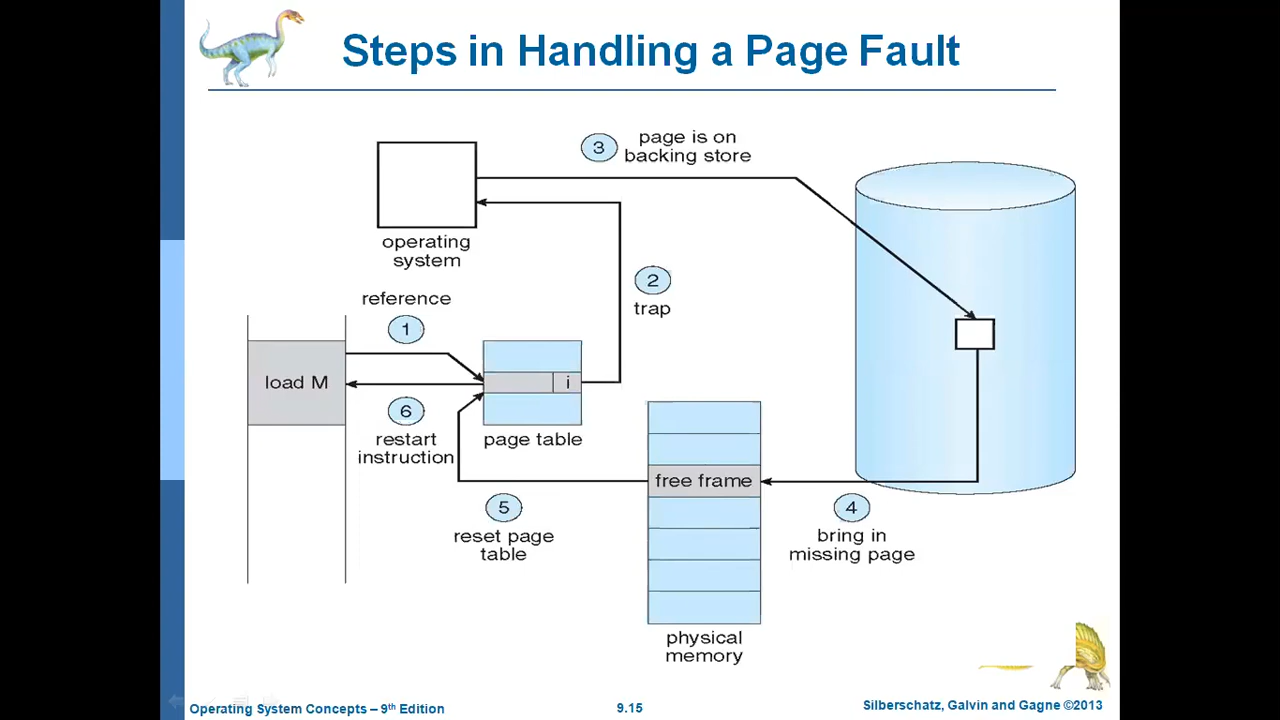 Steps in Handling a Page Fault
3
page is on
backing store
operating
system
2
trap
reference
1
load M
i
6
restart
instruction
page table
free frame
5
reset page
table
4
bring in
missing page
physical
memory
Operating System Concepts – 9th Edition
9.15
Silberschatz, Galvin and Gagne ©2013